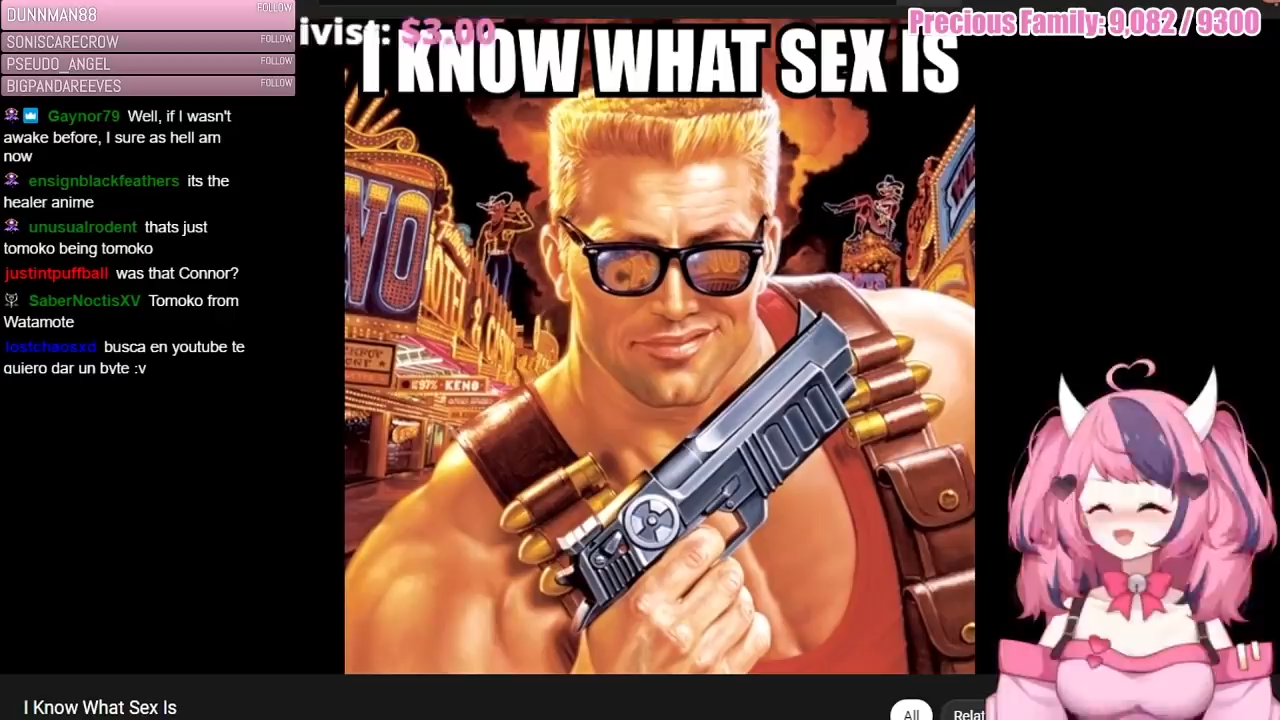 DUNNMAN88 FOLLOW
SONISCARECROW FOLLOW
PSEUDO_ANGEL FOLLOW
BIGPANDAREEVES FOLLOW
ivist: $3.00
Precious Family: 9,082 / 9300
I KNOW WHAT SEX IS
Gaynor79 Well, if I wasn't
awake before, I sure as hell am
now
ensignblackfeathers its the
healer anime
unusualrodent thats just
tomoko being tomoko
justintpuffball was that Connor?
SaberNoctisXV Tomoko from
Watamote
lostchaosxd busca en youtube te
quiero dar un byte :v
NO
KENO
I Know What Sex Is
All
Relat